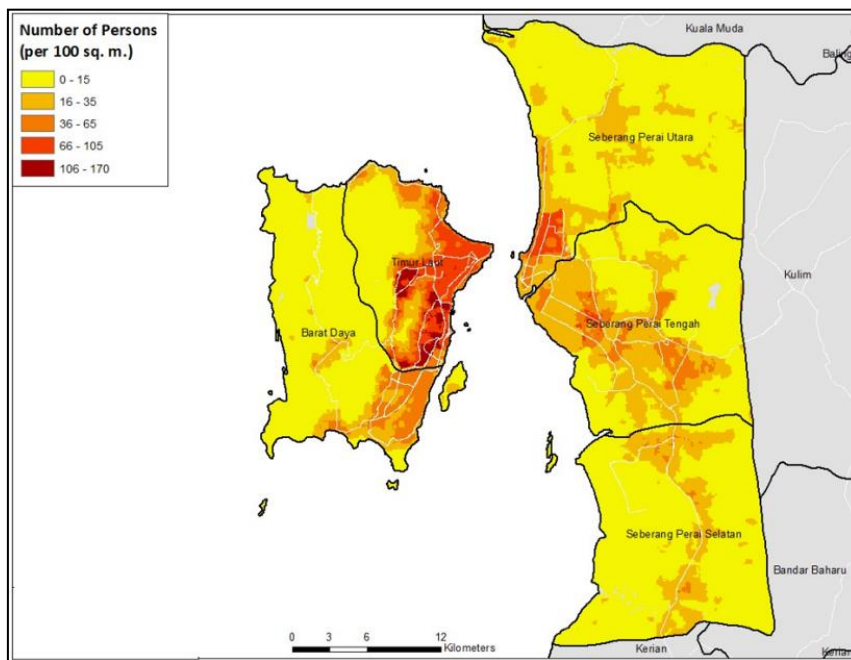 Number of Persons
(per 100 sq. m.)
0 - 15
16 - 35
36 - 65
66 - 105
106 - 170
Kuala Muda
Baling
Seberang Perai Utara
Timur Laut
Kulim
Barat Daya
Seberang Perai Tengah
Seberang Perai Selatan
Bandar Baharu
0 3 6 12
Kilometers
Kerian